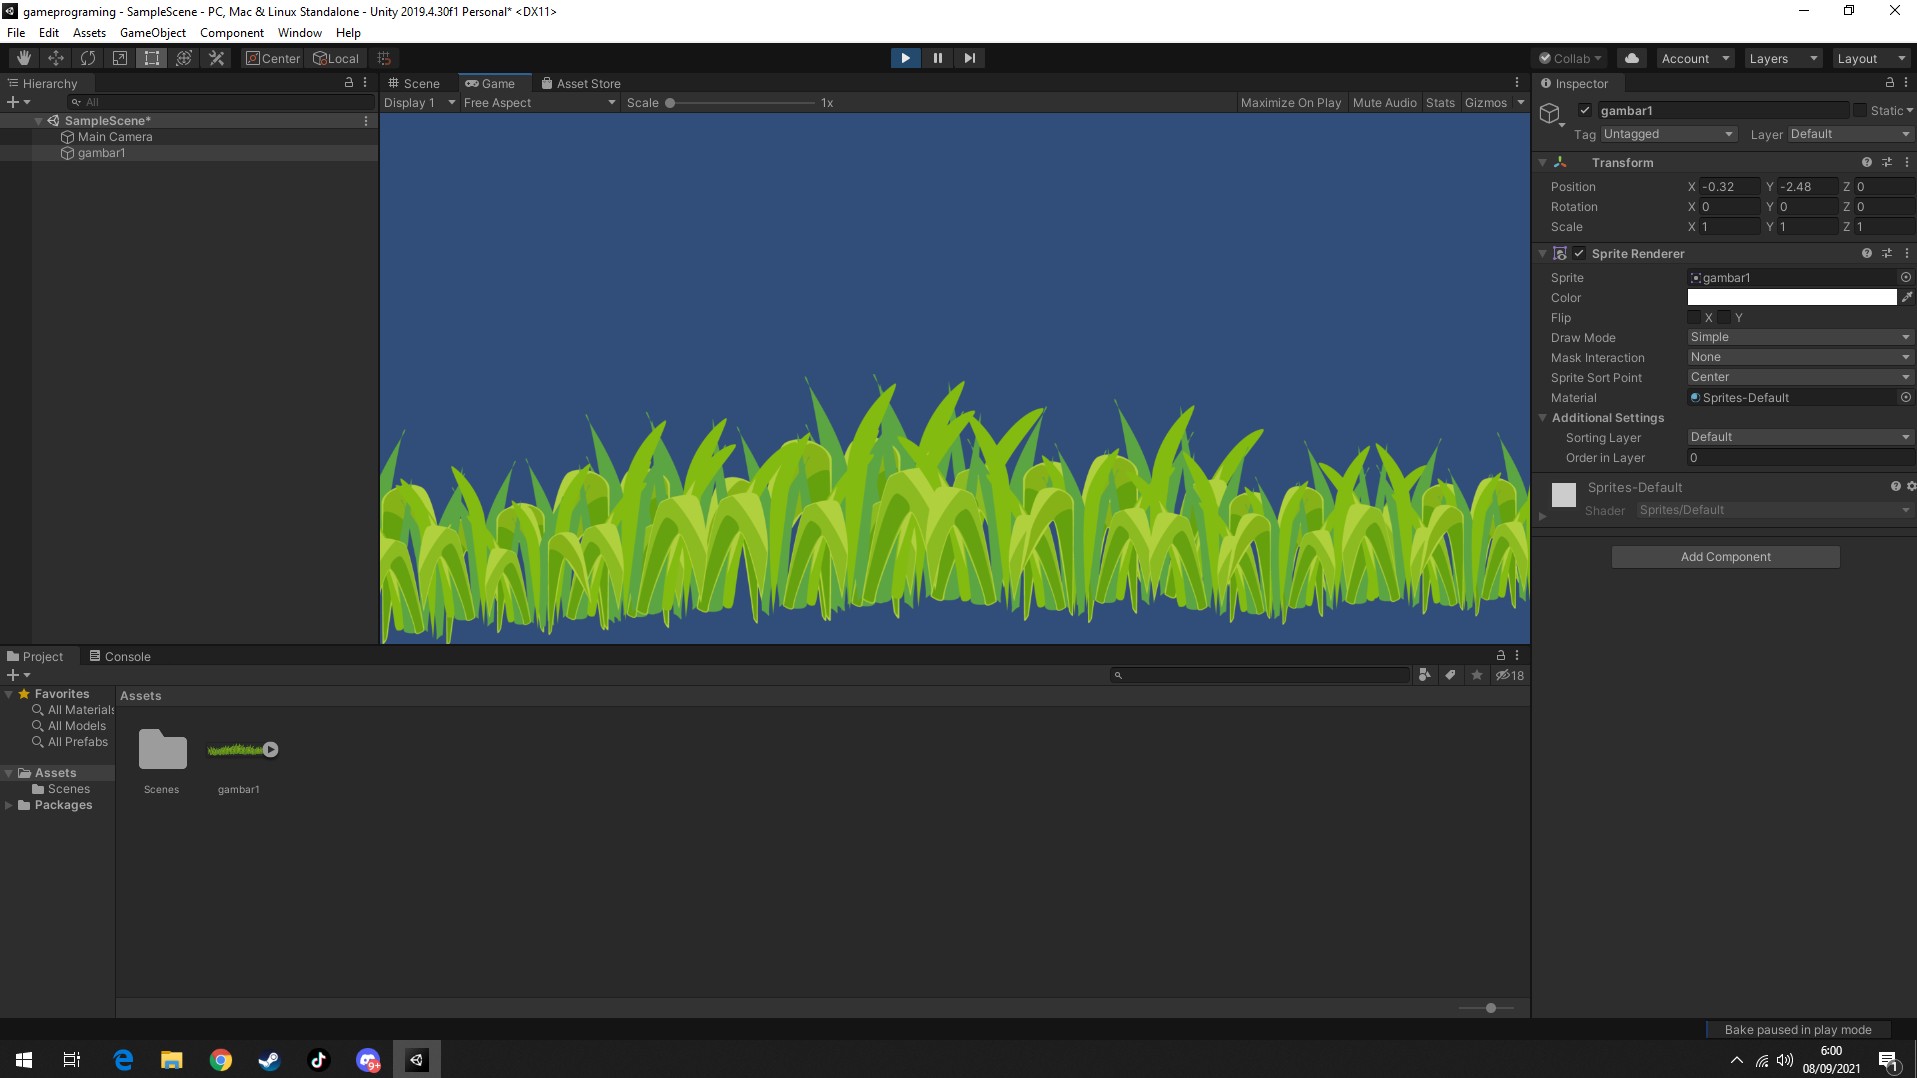 gameprograming - SampleScene - PC, Mac & Linux Standalone - Unity 2019.4.30f1 Personal* <DX11>
File Edit Assets GameObject Component Window Help
Center Local Collab Account Layers Layout
Hierarchy
All
SampleScene*
Main Camera
gambar1
Scene Game Asset Store
Display 1 Free Aspect Scale 1x Maximize On Play Mute Audio Stats Gizmos
Inspector
gambar1 Static
Tag Untagged Layer Default
Transform
Position X -0.32 Y -2.48 Z 0
Rotation X 0 Y 0 Z 0
Scale X 1 Y 1 Z 1
Sprite Renderer
Sprite gambar1
Color
Flip X Y
Draw Mode Simple
Mask Interaction None
Sprite Sort Point Center
Material Sprites-Default
Additional Settings
Sorting Layer Default
Order in Layer 0
Sprites-Default
Shader Sprites/Default
Add Component
Project Console
18
Favorites
All Materials
All Models
All Prefabs
Assets
Scenes
Packages
Assets
Scenes gambar1
Bake paused in play mode
9+
6:00
08/09/2021
1